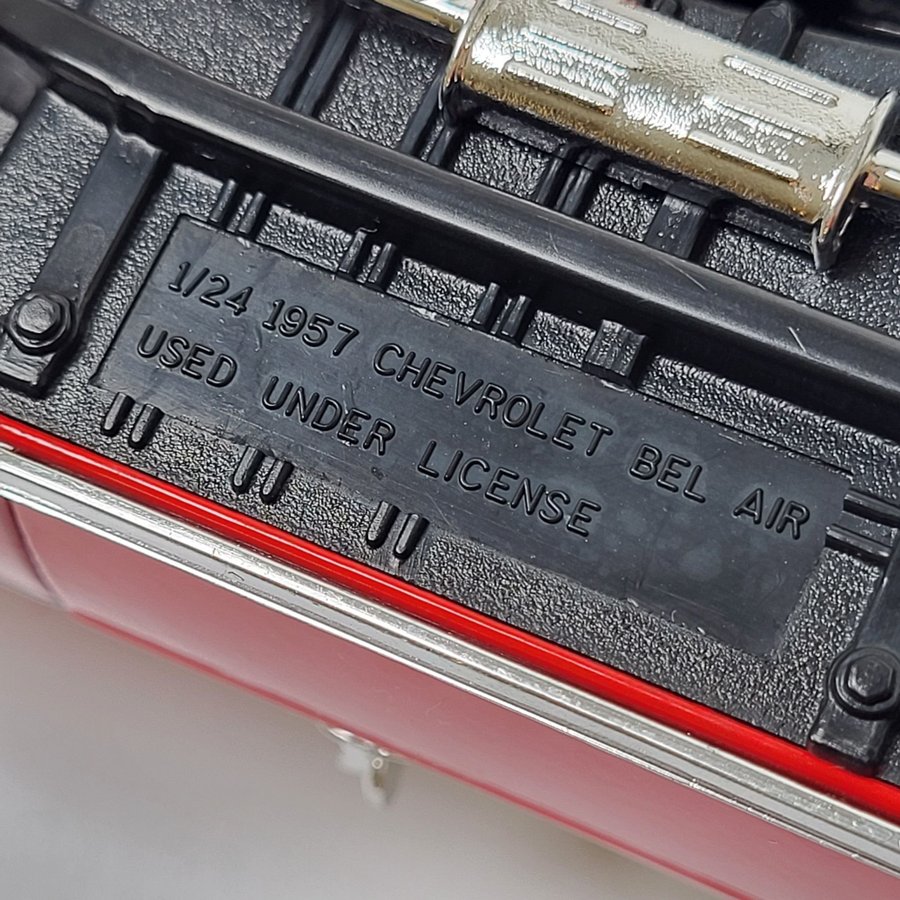 1/24 1957 CHEVROLET BEL AIR
USED UNDER LICENSE